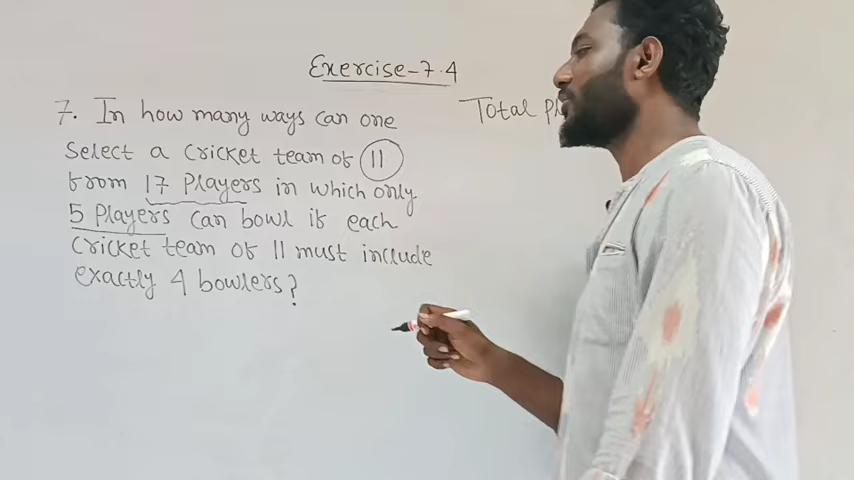 Exercise-7.4
7. In how many ways can one
Select a cricket team of 11
from 17 Players in which only
5 Players can bowl if each
cricket team of 11 must include
exactly 4 bowlers?
Total